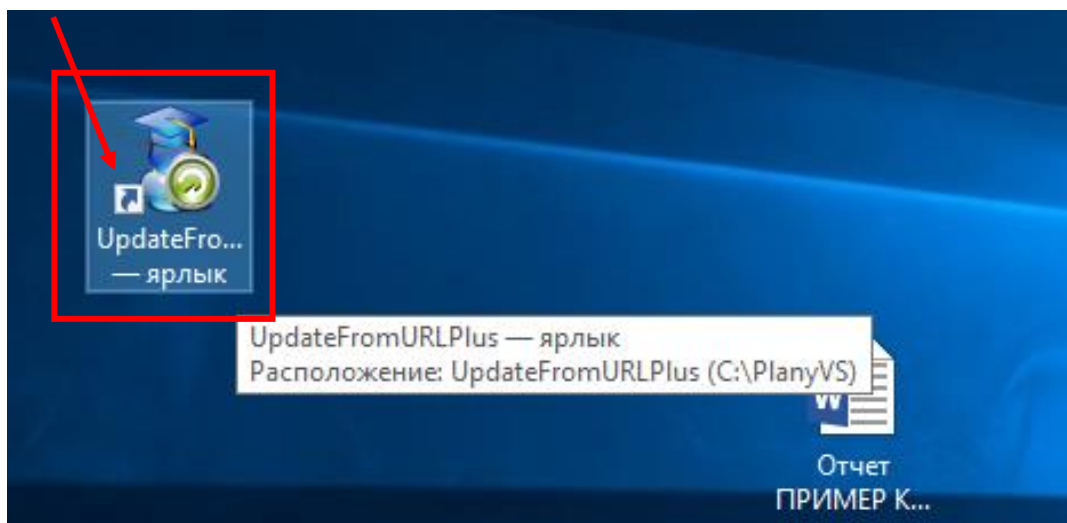 UpdateFro...
— ярлык
UpdateFromURLPlus — ярлык
Расположение: UpdateFromURLPlus (C:\PlanyVS)
W
Отчет
ПРИМЕР К...